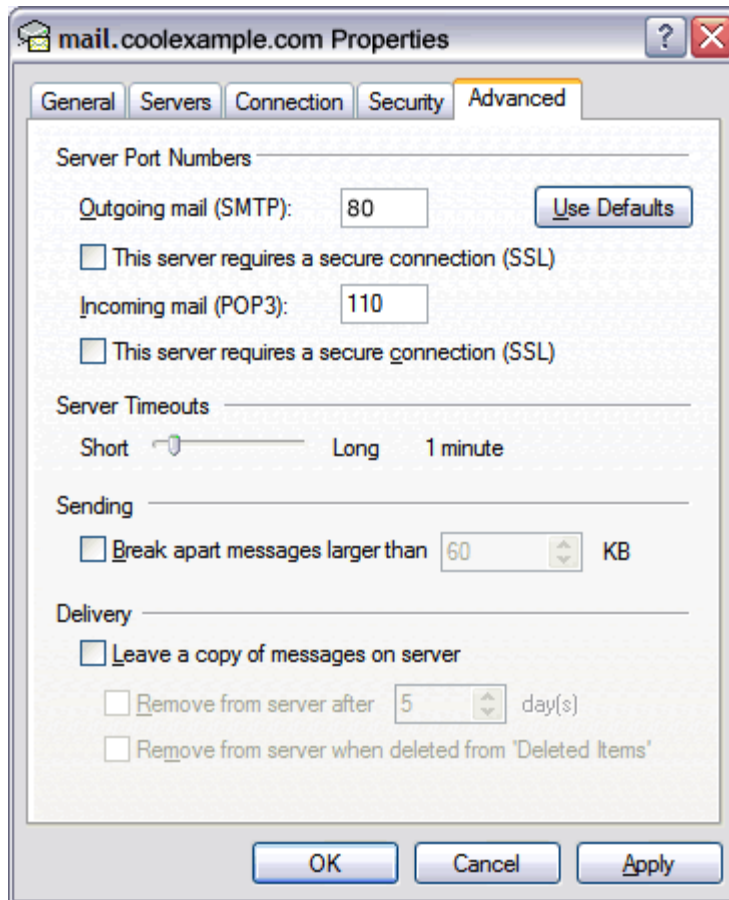 mail.coolexample.com Properties
?
General Servers Connection Security Advanced
Server Port Numbers
Outgoing mail (SMTP): 80 Use Defaults
This server requires a secure connection (SSL)
Incoming mail (POP3): 110
This server requires a secure connection (SSL)
Server Timeouts
Short Long 1 minute
Sending
Break apart messages larger than 60 KB
Delivery
Leave a copy of messages on server
Remove from server after 5 day(s)
Remove from server when deleted from 'Deleted Items'
OK Cancel Apply